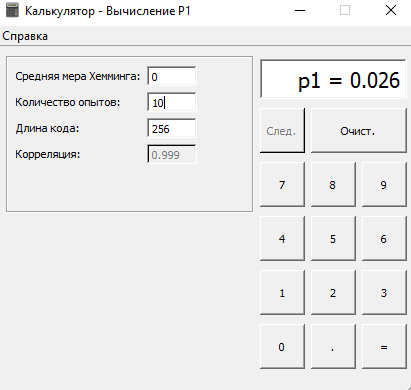 Калькулятор - Вычисление P1
Справка
Средняя мера Хемминга: 0
Количество опытов: 10
Длина кода: 256
Корреляция: 0.999
p1 = 0.026
След. Очист.
7 8 9
4 5 6
1 2 3
0 . =